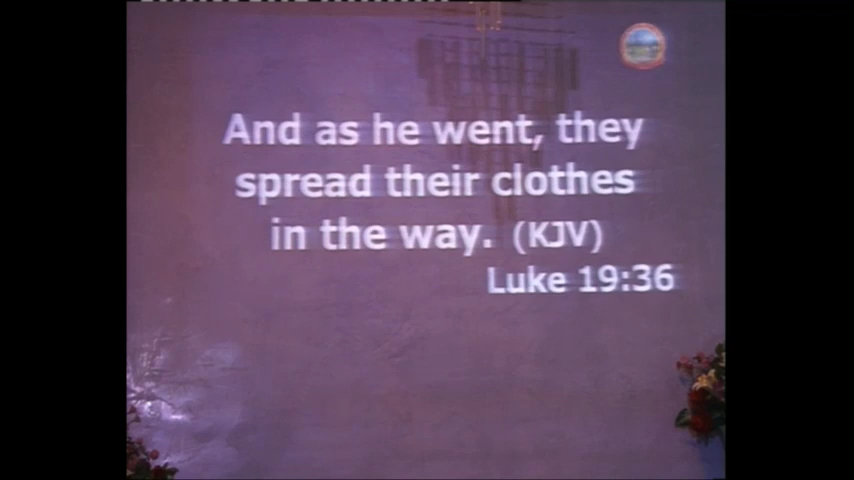 And as he went, they
spread their clothes
in the way. (KJV)
Luke 19:36